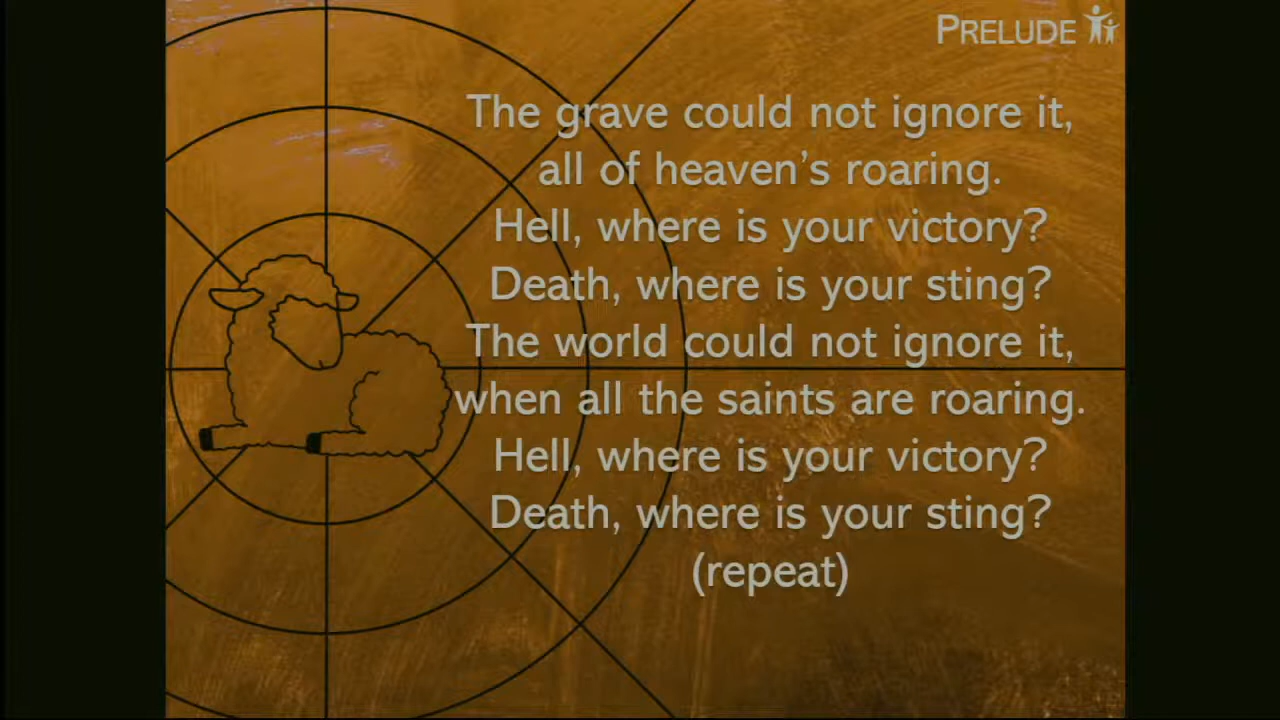 PRELUDE
The grave could not ignore it,
all of heaven's roaring.
Hell, where is your victory?
Death, where is your sting?
The world could not ignore it,
when all the saints are roaring.
Hell, where is your victory?
Death, where is your sting?
(repeat)